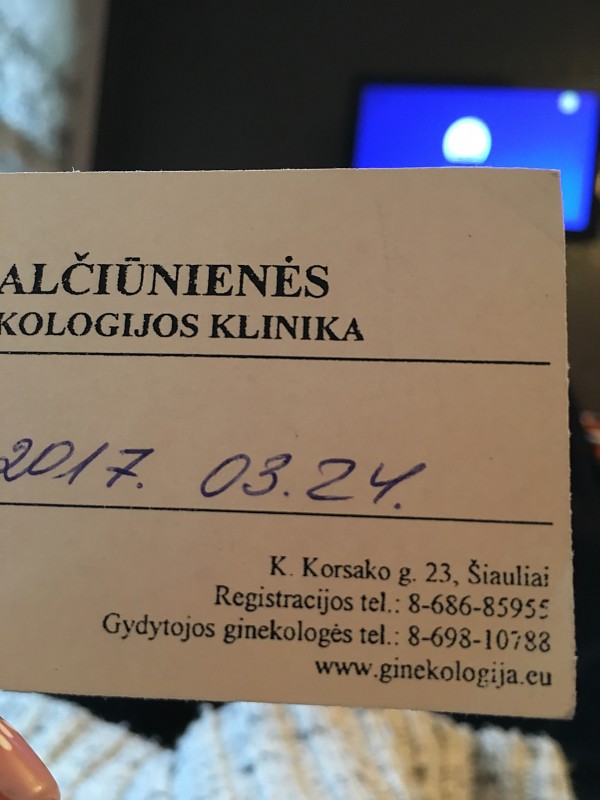 ALČIŪNIENĖS
KOLOGIJOS KLINIKA
2017. 03.24.
K. Korsako g. 23, Šiauliai
Registracijos tel.: 8-686-85955
Gydytojos ginekologės tel.: 8-698-10788
www.ginekologija.eu